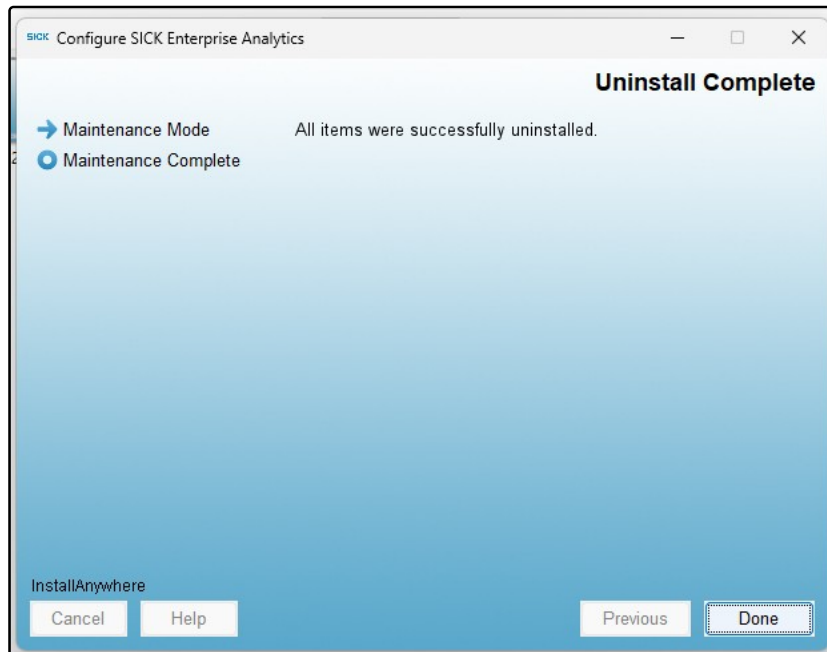 SICK Configure SICK Enterprise Analytics
Uninstall Complete
Maintenance Mode
All items were successfully uninstalled.
Maintenance Complete
InstallAnywhere
Cancel
Help
Previous
Done